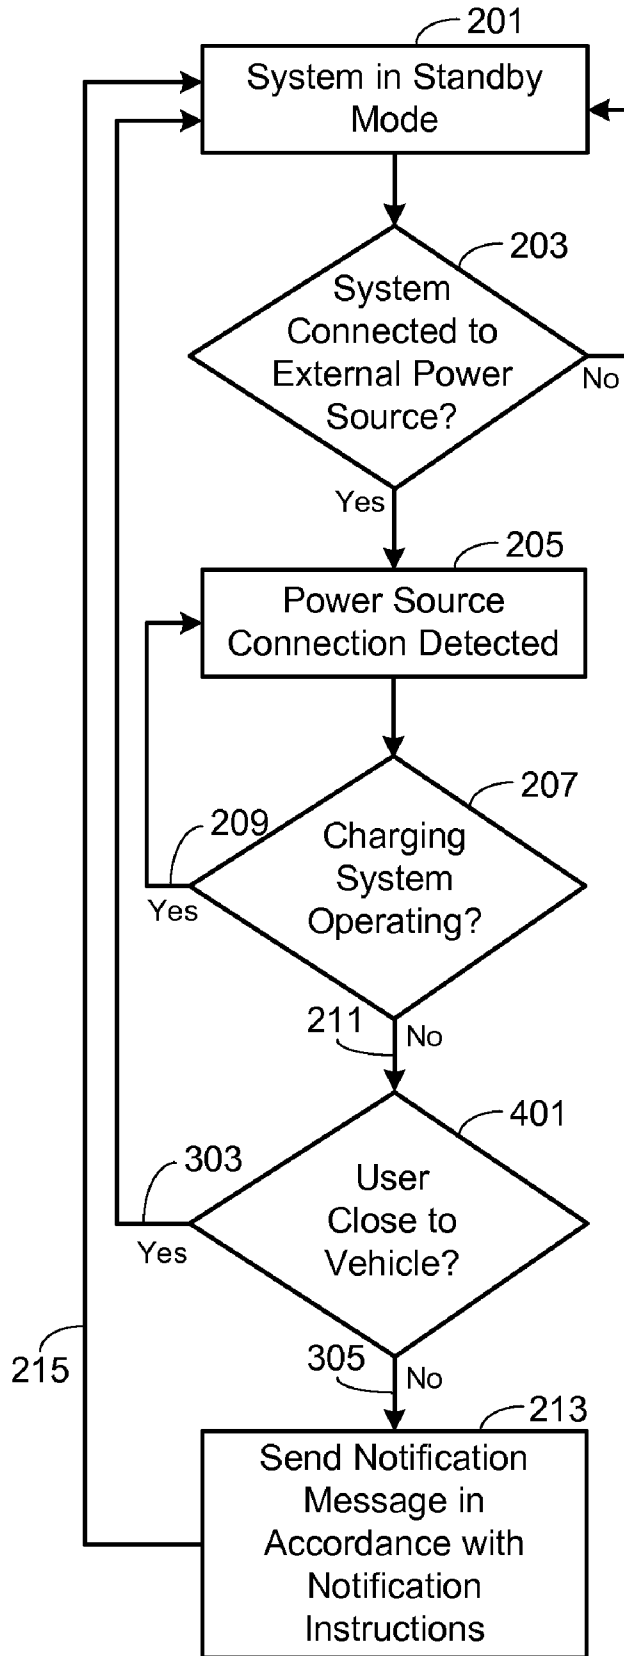 201
System in Standby
Mode
203
System
Connected to
External Power
Source?
No
Yes
205
Power Source
Connection Detected
207
209
Charging
System
Operating?
Yes
211
No
401
303
User
Close to
Vehicle?
Yes
305
No
215
213
Send Notification
Message in
Accordance with
Notification
Instructions